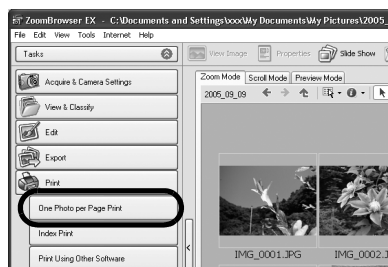 ZoomBrowser EX - C:\Documents and Settings\xxx\My Documents\My Pictures\2005_
File Edit View Tools Internet Help
Tasks
View Image Properties Slide Show
Acquire & Camera Settings
Zoom Mode Scroll Mode Preview Mode
2005_09_09
View & Classify
Edit
Export
Print
One Photo per Page Print
Index Print
Print Using Other Software
IMG_0001.JPG IMG_0002.J